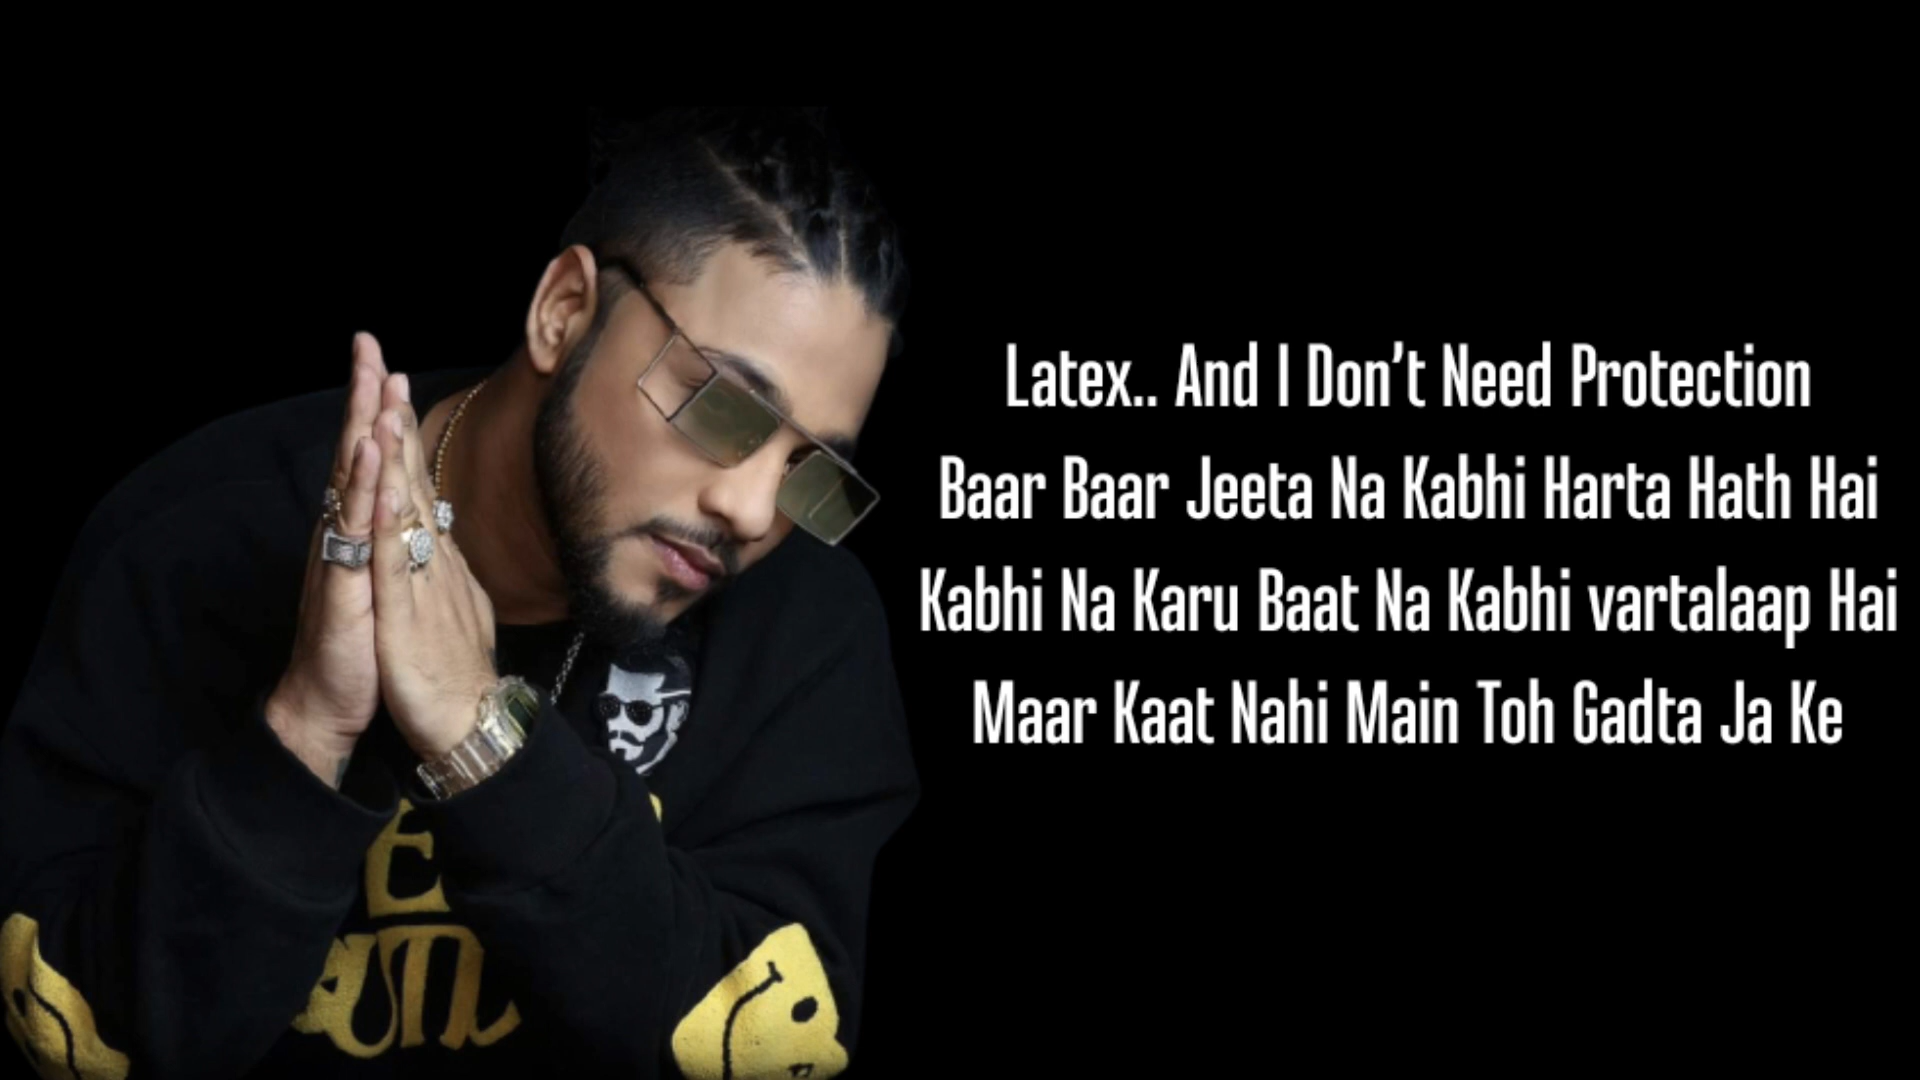 Latex.. And I Don’t Need Protection
Baar Baar Jeeta Na Kabhi Harta Hath Hai
Kabhi Na Karu Baat Na Kabhi vartalaap Hai
Maar Kaat Nahi Main Toh Gadta Ja Ke